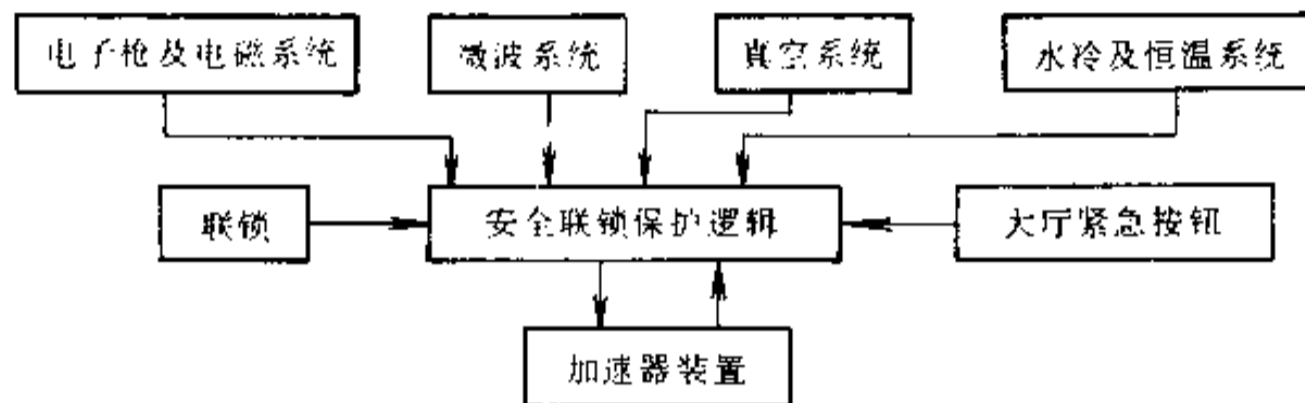 电子枪及电磁系统
微波系统
真空系统
水冷及恒温系统
联锁
安全联锁保护逻辑
大厅紧急按钮
加速器装置